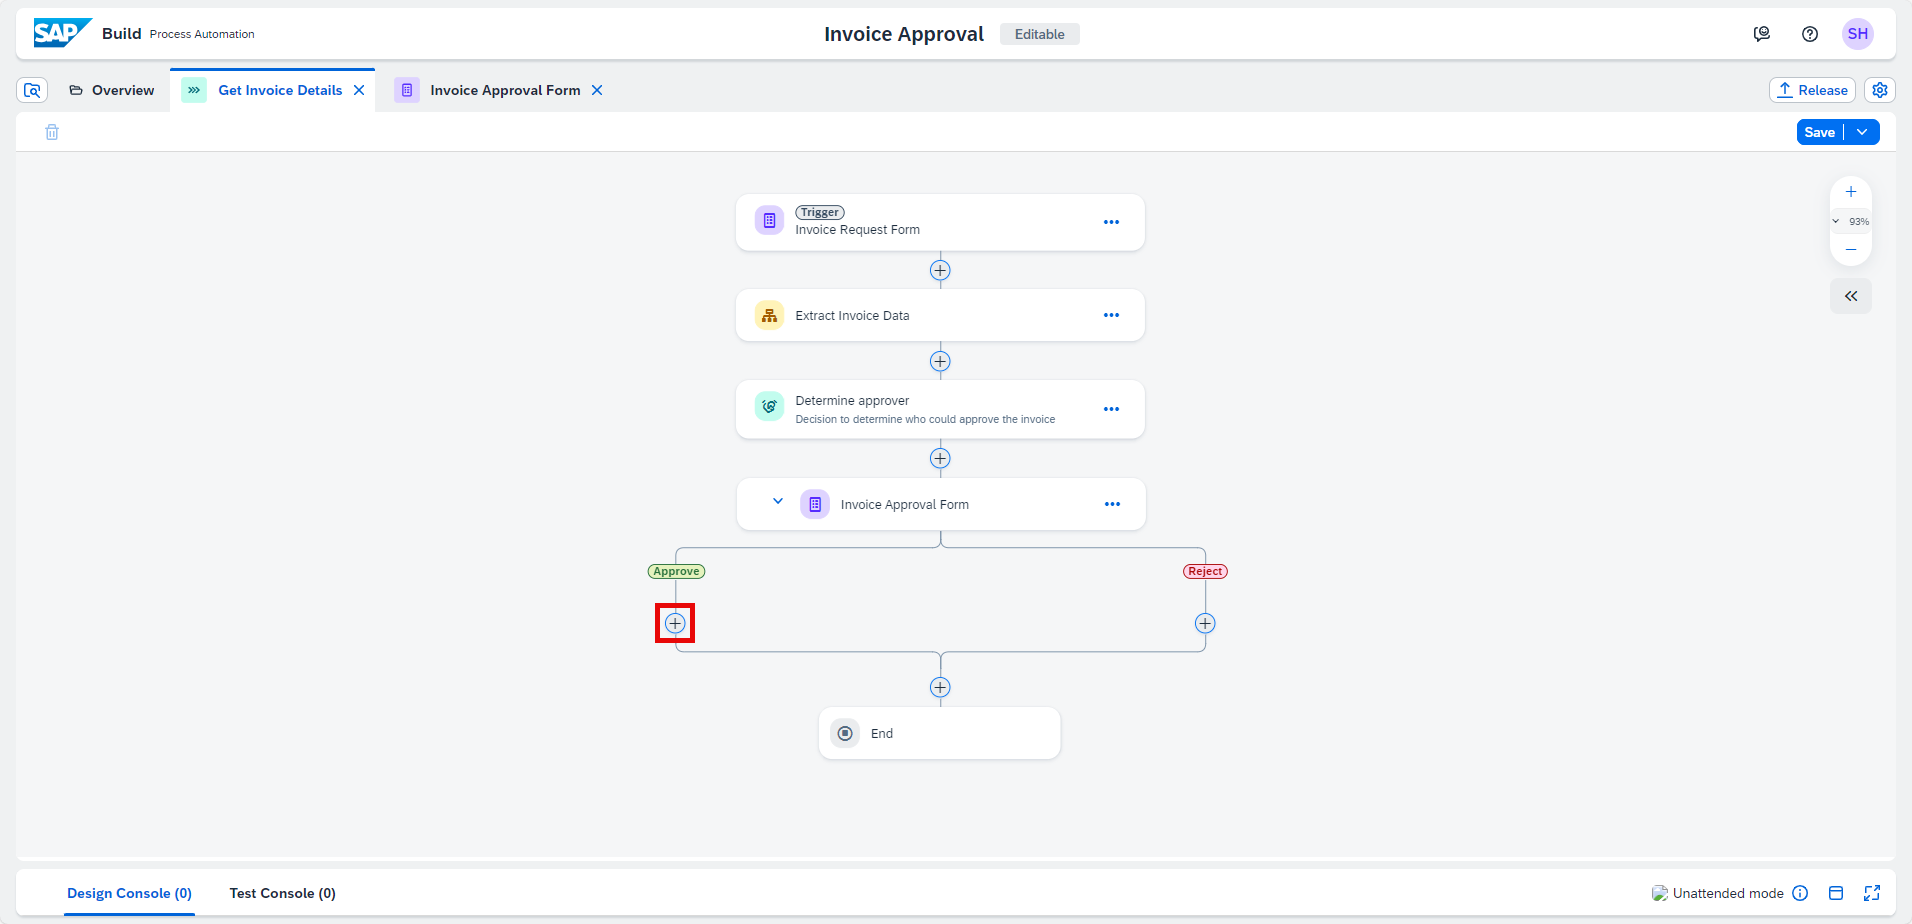 SAP Build Process Automation
Invoice Approval Editable
SH
Overview
Get Invoice Details
Invoice Approval Form
Release
Save
Trigger
Invoice Request Form
93%
Extract Invoice Data
Determine approver
Decision to determine who could approve the invoice
Invoice Approval Form
Approve
Reject
End
Design Console (0)
Test Console (0)
Unattended mode